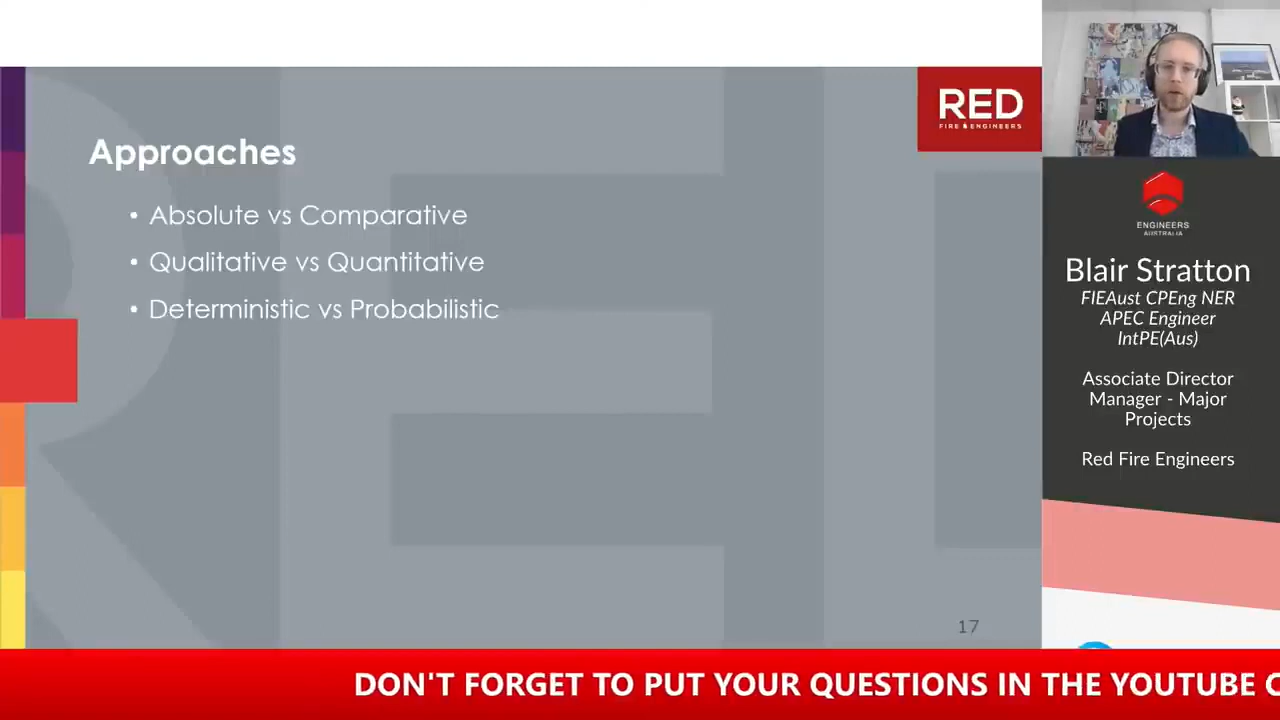 RED
FIRE & ENGINEERS
Approaches
• Absolute vs Comparative
• Qualitative vs Quantitative
• Deterministic vs Probabilistic
17
ENGINEERS
AUSTRALIA
Blair Stratton
FIEAust CPEng NER
APEC Engineer
IntPE(Aus)
Associate Director
Manager - Major
Projects
Red Fire Engineers
DON'T FORGET TO PUT YOUR QUESTIONS IN THE YOUTUBE